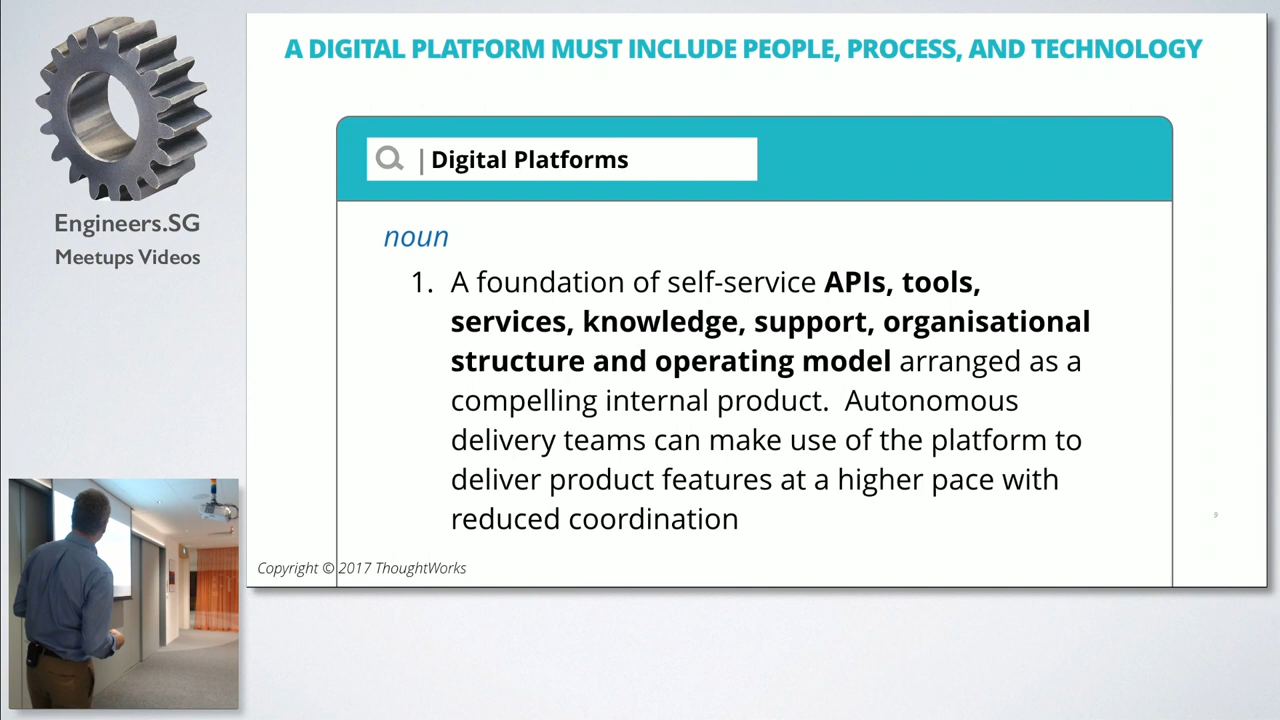 A DIGITAL PLATFORM MUST INCLUDE PEOPLE, PROCESS, AND TECHNOLOGY
| Digital Platforms
Engineers.SG
Meetups Videos
noun
1. A foundation of self-service APIs, tools,
services, knowledge, support, organisational
structure and operating model arranged as a
compelling internal product.  Autonomous
delivery teams can make use of the platform to
deliver product features at a higher pace with
reduced coordination
9
Copyright © 2017 ThoughtWorks